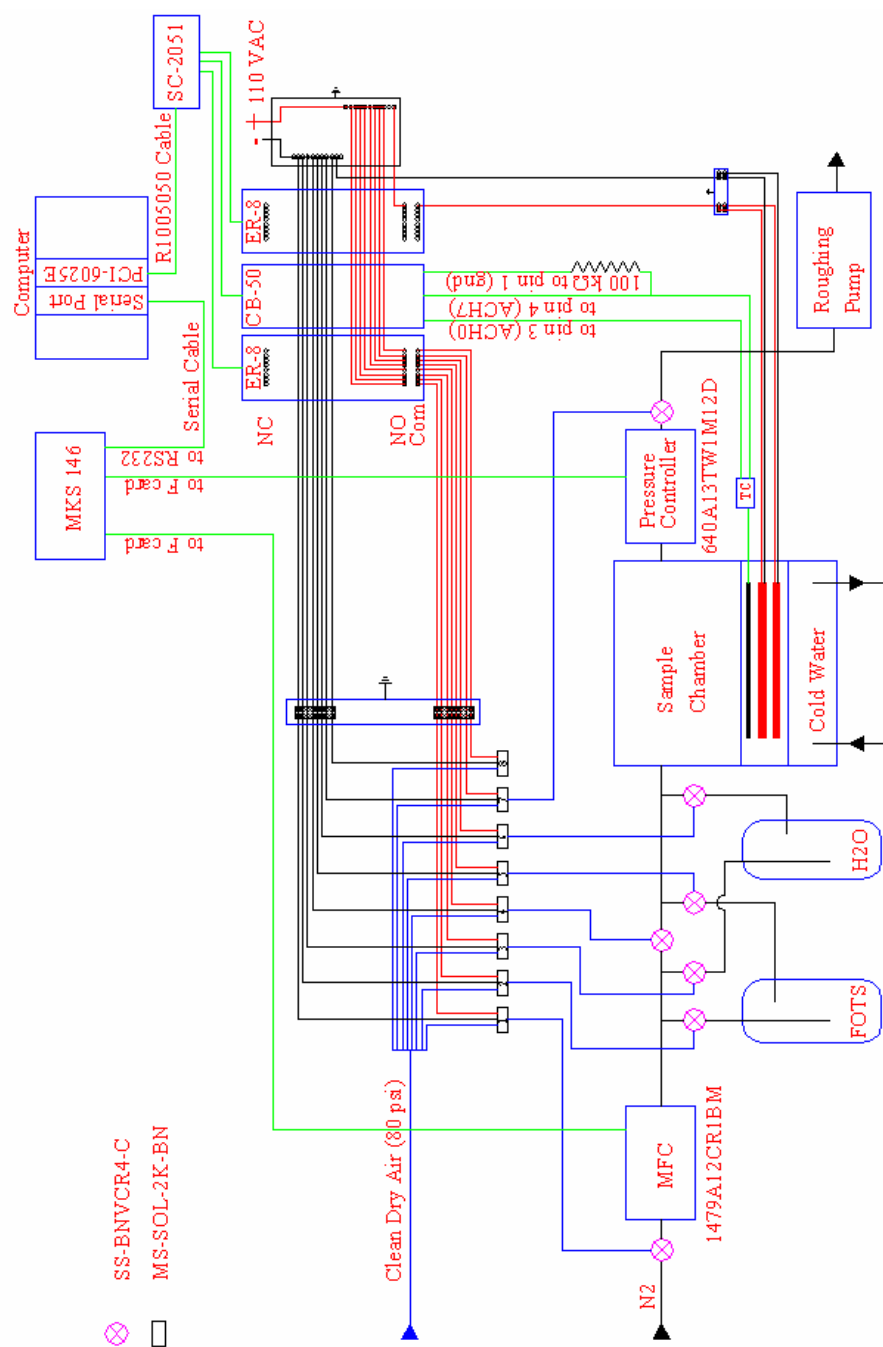 SS-BNVCR4-C
MS-SOL-2K-BN
Computer
Serial Port
PCI-6025E
R1005050 Cable
SC-2051
MKS 146
Serial Cable
to RS232
to F card
to F card
ER-8
CB-50
ER-8
NC
NO
Com
110 VAC
-
+
to pin 3 (ACH0)
to pin 4 (ACH7)
100 kΩ to pin 1 (gnd)
Clean Dry Air (80 psi)
N2
MFC
1479A12CR1BM
FOTS
H2O
Sample
Chamber
Cold Water
Pressure
Controller
640A13TW1M12D
TC
Roughing
Pump